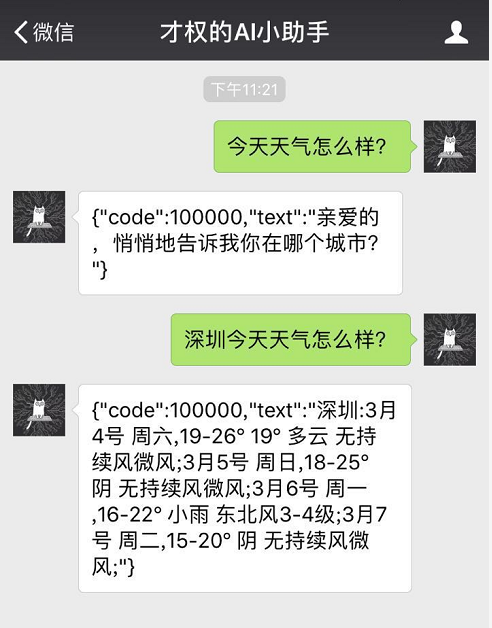 微信
才权的AI小助手
下午11:21
今天天气怎么样?
{"code":100000,"text":"亲爱的
，悄悄地告诉我你在哪个城市?
"}
深圳今天天气怎么样?
{"code":100000,"text":"深圳:3月
4号 周六,19-26° 19° 多云 无持
续风微风;3月5号 周日,18-25°
阴 无持续风微风;3月6号 周一
,16-22° 小雨 东北风3-4级;3月7
号 周二,15-20° 阴 无持续风微
风;"}